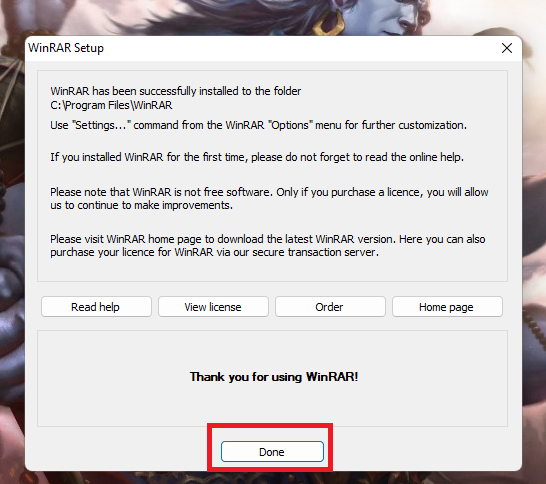 WinRAR Setup
WinRAR has been successfully installed to the folder
C:\Program Files\WinRAR
Use "Settings..." command from the WinRAR "Options" menu for further customization.
If you installed WinRAR for the first time, please do not forget to read the online help.
Please note that WinRAR is not free software. Only if you purchase a licence, you will allow
us to continue to make improvements.
Please visit WinRAR home page to download the latest WinRAR version. Here you can also
purchase your licence for WinRAR via our secure transaction server.
Read help
View license
Order
Home page
Thank you for using WinRAR!
Done